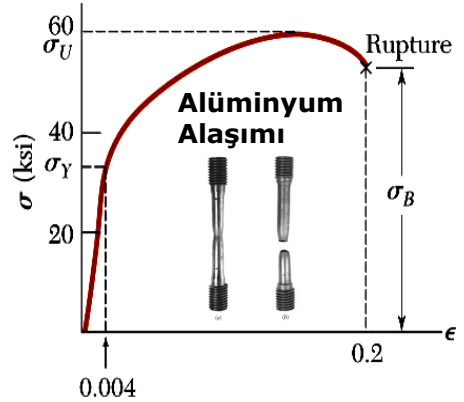 60
σU
Rupture
Alüminyum
Alaşımı
40
σY
σ (ksi)
20
σB
ϵ
0.2
0.004
(a)
(b)